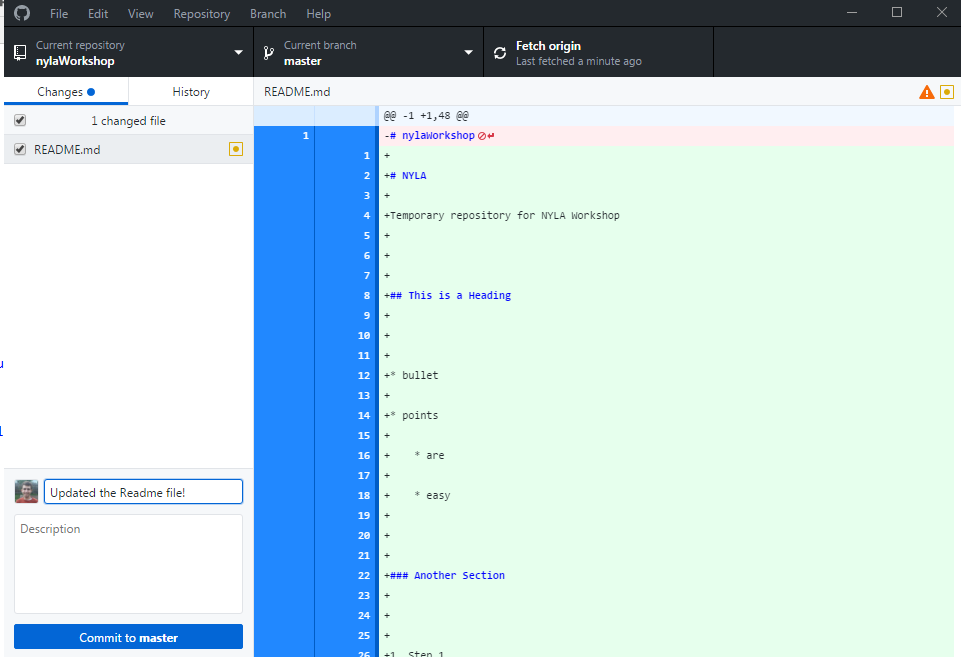 File Edit View Repository Branch Help
Current repository
nylaWorkshop
Current branch
master
Fetch origin
Last fetched a minute ago
Changes
History
README.md
1 changed file
README.md
@@ -1 +1,48 @@
1 -# nylaWorkshop
1 +
2 +# NYLA
3 +
4 +Temporary repository for NYLA Workshop
5 +
6 +
7 +
8 +## This is a Heading
9 +
10 +
11 +
12 +* bullet
13 +
14 +* points
15 +
16 +    * are
17 +
18 +    * easy
19 +
20 +
21 +
22 +### Another Section
23 +
24 +
25 +
26 +1. Step 1
Updated the Readme file!
Description
Commit to master